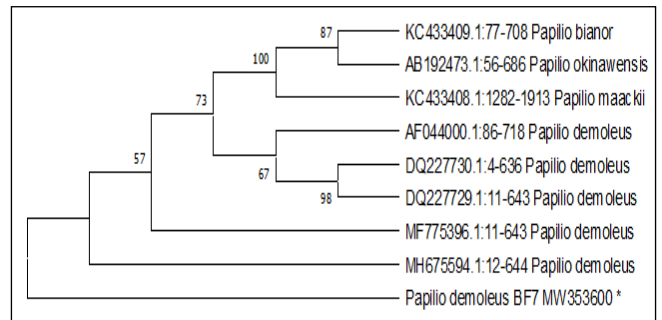 KC433409.1:77-708 Papilio bianor
87
AB192473.1:56-686 Papilio okinawensis
100
KC433408.1:1282-1913 Papilio maackii
73
AF044000.1:86-718 Papilio demoleus
57
DQ227730.1:4-636 Papilio demoleus
67
98
DQ227729.1:11-643 Papilio demoleus
MF775396.1:11-643 Papilio demoleus
MH675594.1:12-644 Papilio demoleus
Papilio demoleus BF7 MW353600 *